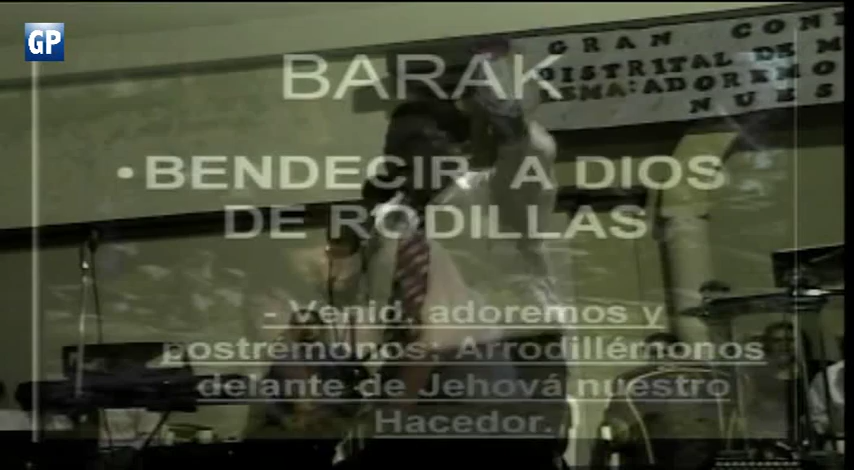 GP
GRAN CON
DISTRITAL DE M
ADOREMO
NUES
BARAK
• BENDECIR A DIOS
DE RODILLAS
- Venid, adoremos y
postrémonos; Arrodillémonos
delante de Jehová nuestro
Hacedor.